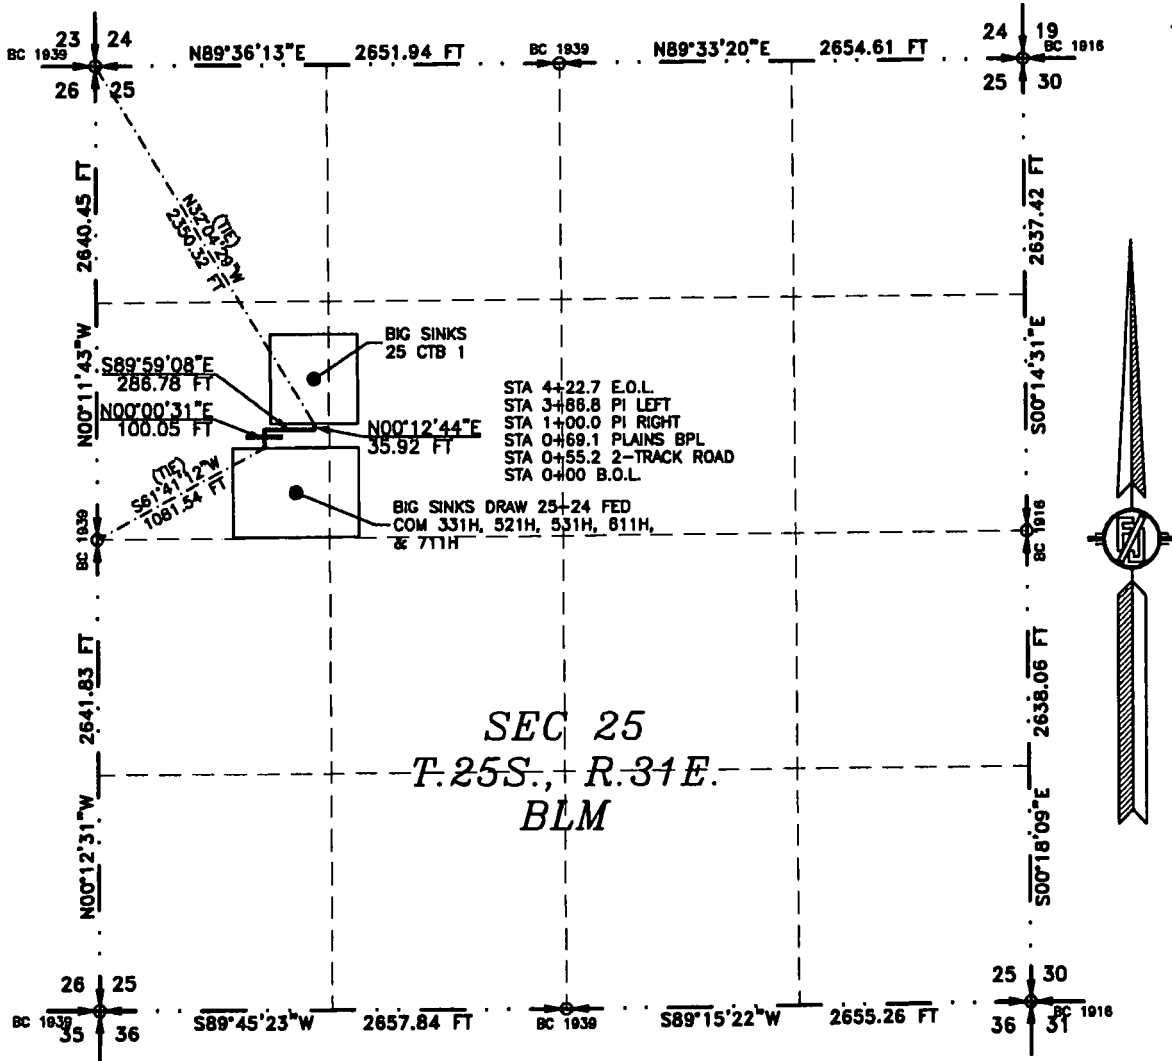 23 24
BC 1939
26 25
N89°36'13"E 2651.94 FT
BC 1939
N89°33'20"E 2654.61 FT
24 19
BC 1916
25 30
2640.45 FT
N00°11'43"W
(TIE)
N32°04'29"W
2350.32 FT
2637.42 FT
S00°14'31"E
BIG SINKS
25 CTB 1
S89°59'08"E
286.78 FT
N00°00'31"E
100.05 FT
N00°12'44"E
35.92 FT
STA 4+22.7 E.O.L.
STA 3+86.8 PI LEFT
STA 1+00.0 PI RIGHT
STA 0+69.1 PLAINS BPL
STA 0+55.2 2-TRACK ROAD
STA 0+00 B.O.L.
(TIE)
S61°41'12"W
1081.54 FT
BIG SINKS DRAW 25-24 FED
COM 331H, 521H, 531H, 611H,
& 711H
BC 1939
BC 1916
2641.83 FT
N00°12'31"W
2638.06 FT
S00°18'09"E
SEC 25
T.25S., R.31E.
BLM
26 25
BC 1939
35 36
S89°45'23"W 2657.84 FT
BC 1939
S89°15'22"W 2655.26 FT
25 30
BC 1916
36 31